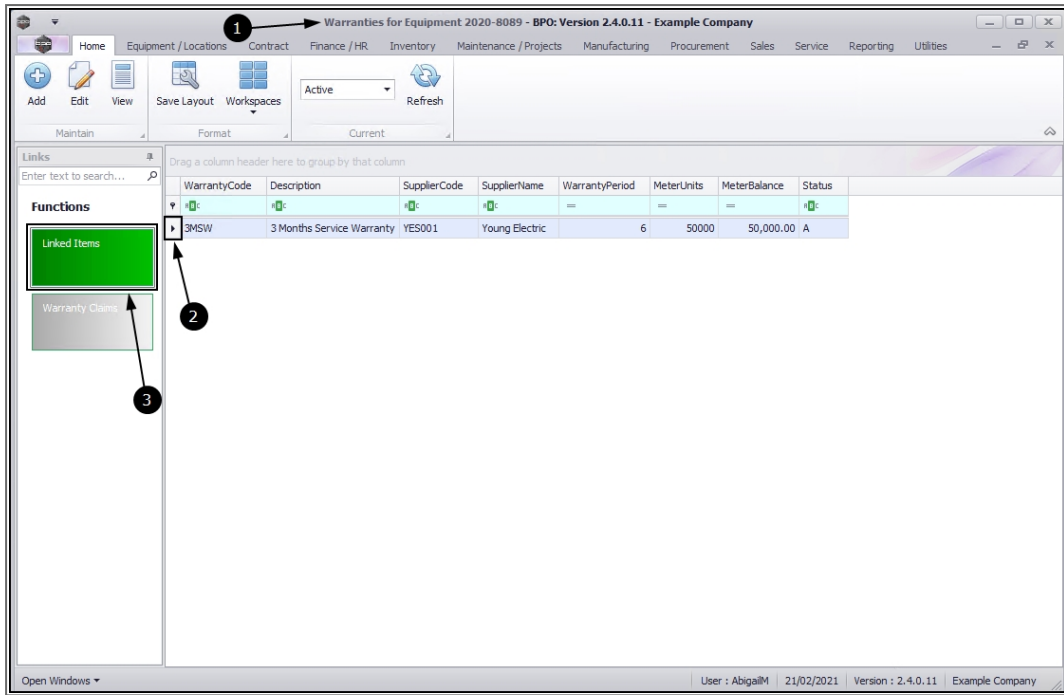 1
Warranties for Equipment 2020-8089 - BPO: Version 2.4.0.11 - Example Company
Home Equipment / Locations Contract Finance / HR Inventory Maintenance / Projects Manufacturing Procurement Sales Service Reporting Utilities
Add Edit View Save Layout Workspaces Active Refresh
Maintain Format Current
Links
Enter text to search...
Functions
Linked Items
Warranty Claims
Drag a column header here to group by that column
WarrantyCode Description SupplierCode SupplierName WarrantyPeriod MeterUnits MeterBalance Status
3MSW 3 Months Service Warranty YES001 Young Electric 6 50000 50,000.00 A
2
3
Open Windows User : AbigailM 21/02/2021 Version : 2.4.0.11 Example Company